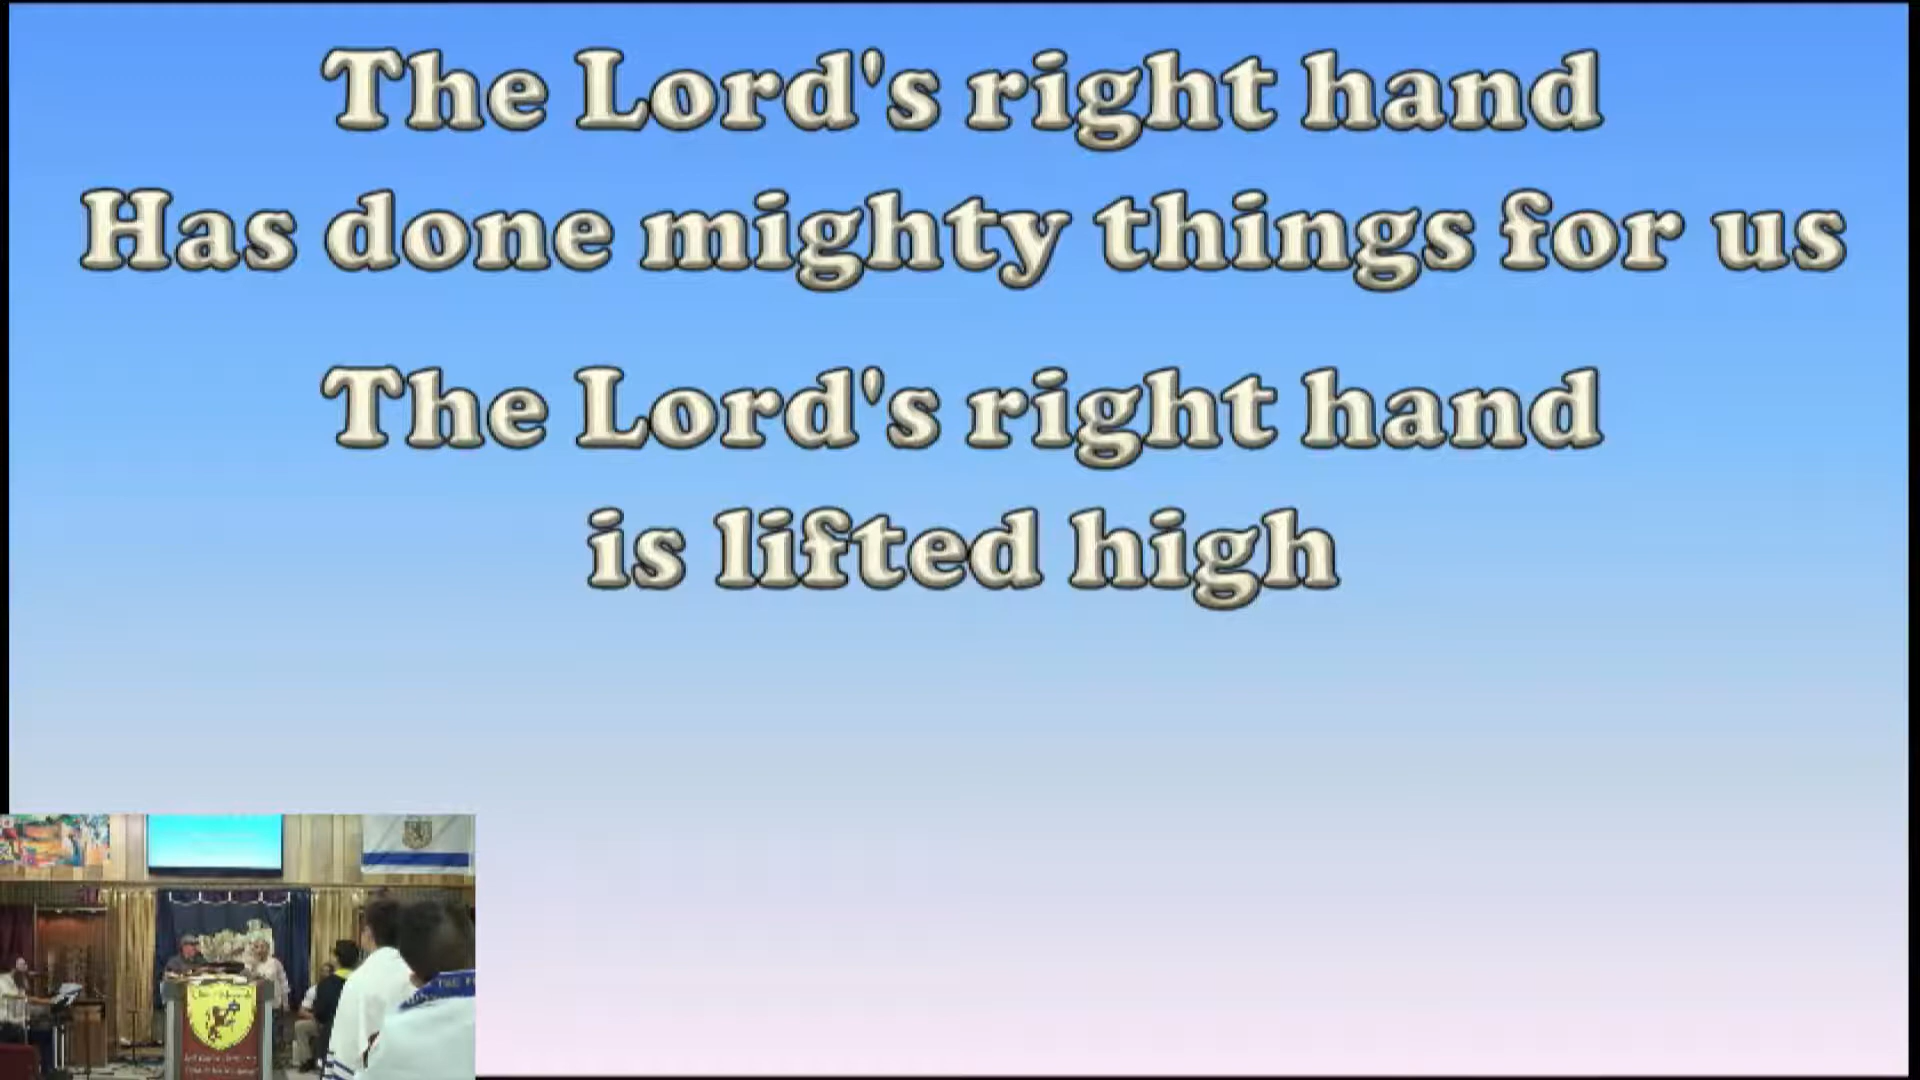 The Lord's right hand
Has done mighty things for us
The Lord's right hand
is lifted high